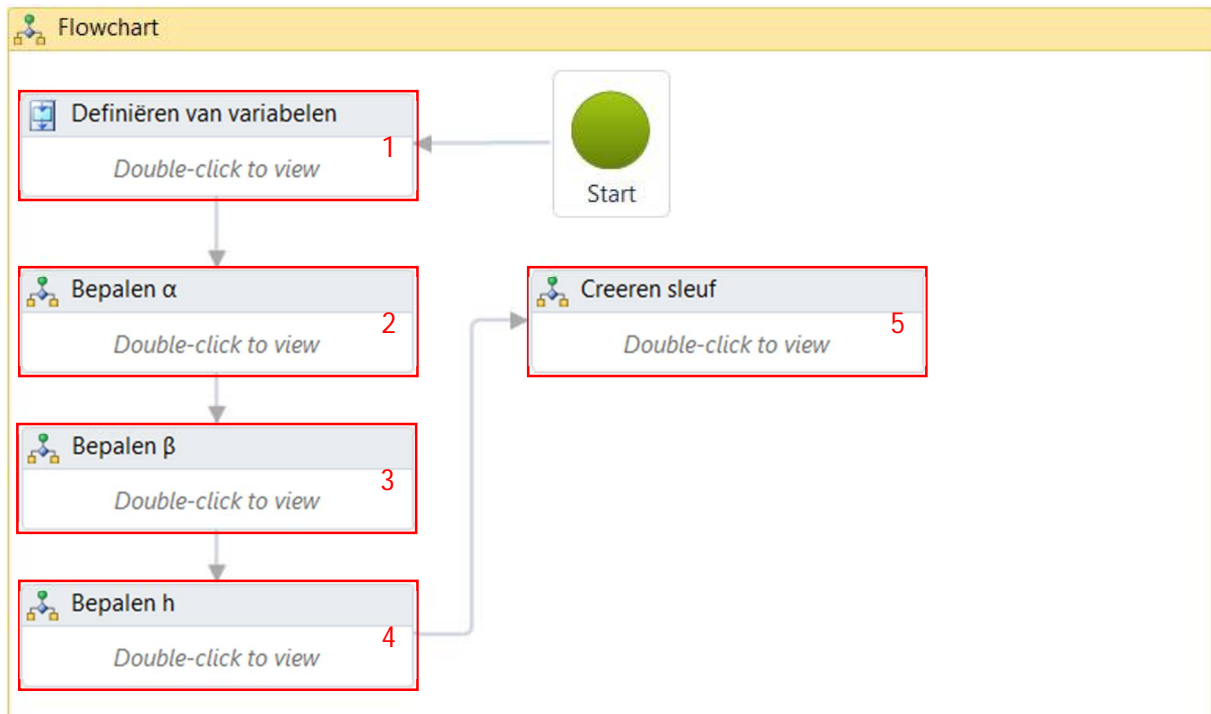 Flowchart
Definiëren van variabelen
1
Double-click to view
Start
Bepalen α
2
Double-click to view
Creeren sleuf
5
Double-click to view
Bepalen β
3
Double-click to view
Bepalen h
4
Double-click to view